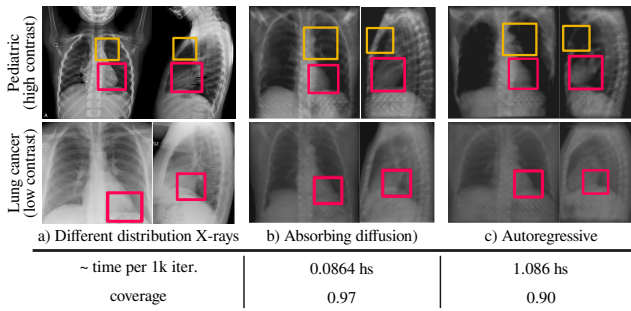 Pediatric
(high contrast)
A
Lung cancer
(low contrast)
a) Different distribution X-rays
b) Absorbing diffusion)
c) Autoregressive
~ time per 1k iter.
0.0864 hs
1.086 hs
coverage
0.97
0.90